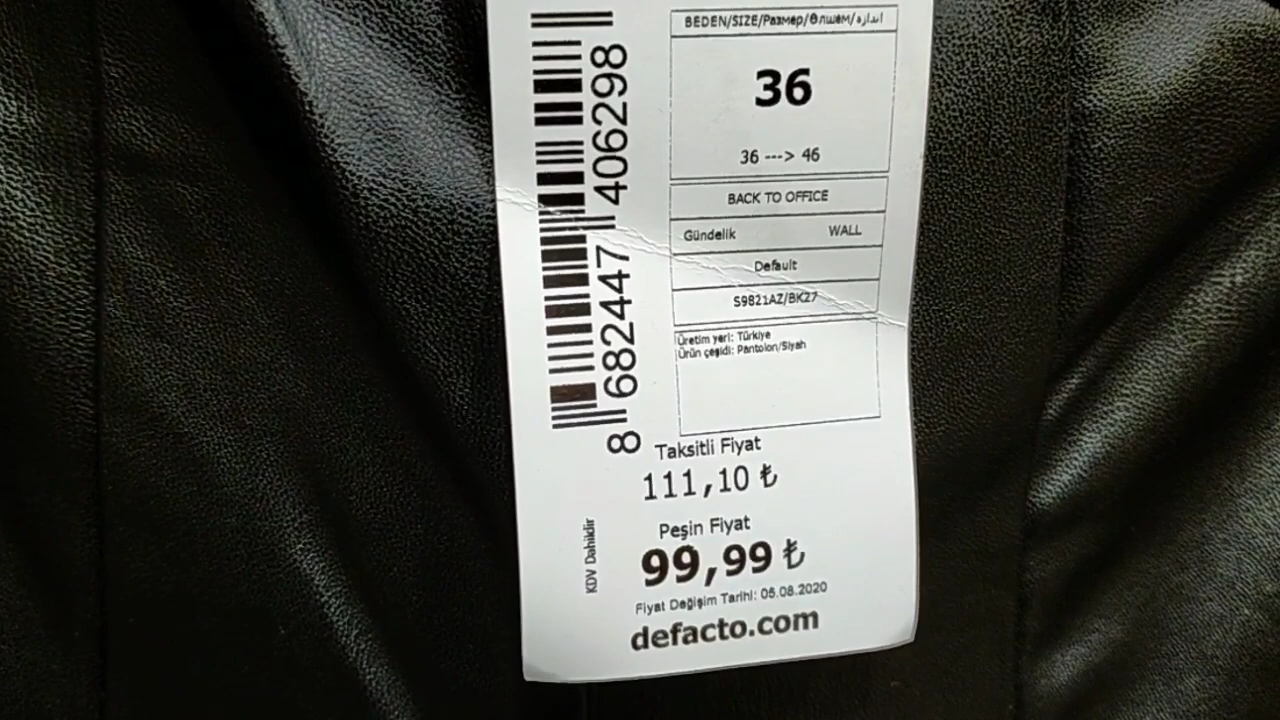 BEDEN/SIZE/Размер/Өлшем/اندازه
36
36 ---> 46
BACK TO OFFICE
Gündelik WALL
Default
S9821AZ/BK27
Üretim yeri: Türkiye
Ürün çeşidi: Pantolon/Siyah
8 682447 406298
Taksitli Fiyat
111,10 ₺
Peşin Fiyat
99,99 ₺
KDV Dahildir
Fiyat Değişim Tarihi: 05.08.2020
defacto.com